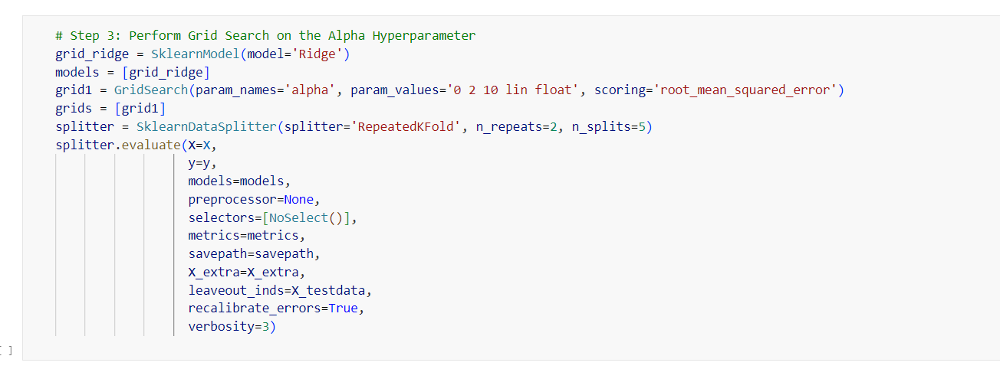 # Step 3: Perform Grid Search on the Alpha Hyperparameter
grid_ridge = SklearnModel(model='Ridge')
models = [grid_ridge]
grid1 = GridSearch(param_names='alpha', param_values='0 2 10 lin float', scoring='root_mean_squared_error')
grids = [grid1]
splitter = SklearnDataSplitter(splitter='RepeatedKFold', n_repeats=2, n_splits=5)
splitter.evaluate(X=X,
y=y,
models=models,
preprocessor=None,
selectors=[NoSelect()],
metrics=metrics,
savepath=savepath,
X_extra=X_extra,
leaveout_inds=X_testdata,
recalibrate_errors=True,
verbosity=3)
[ ]